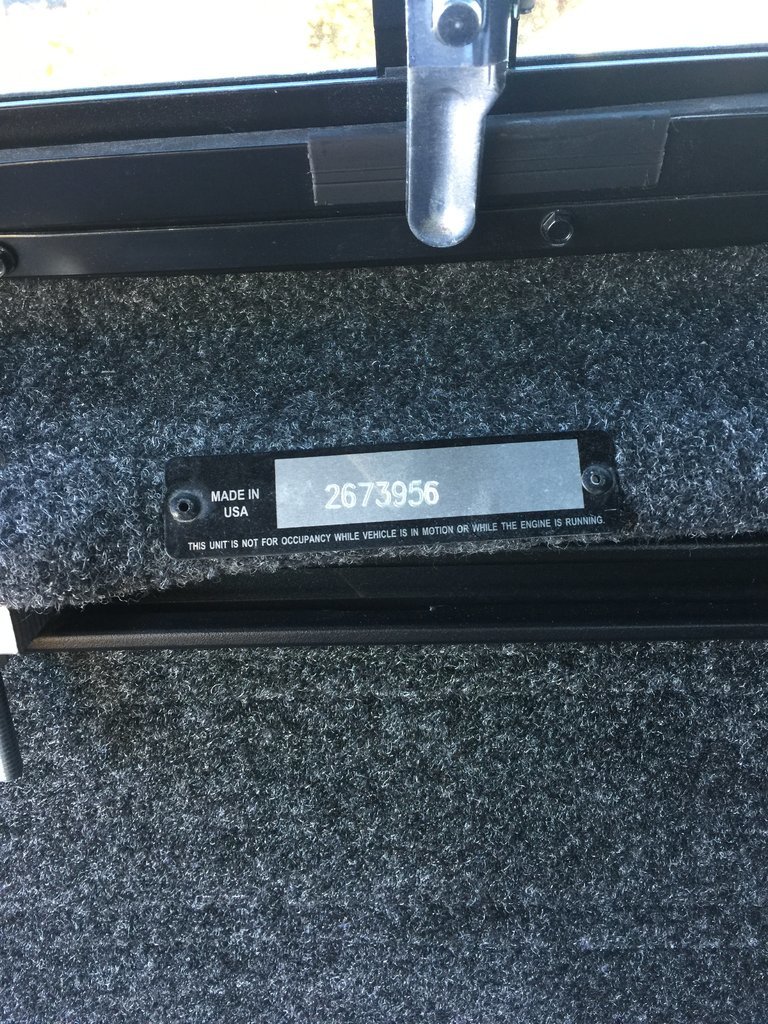 MADE IN
USA
2673956
THIS UNIT IS NOT FOR OCCUPANCY WHILE VEHICLE IS IN MOTION OR WHILE THE ENGINE IS RUNNING.